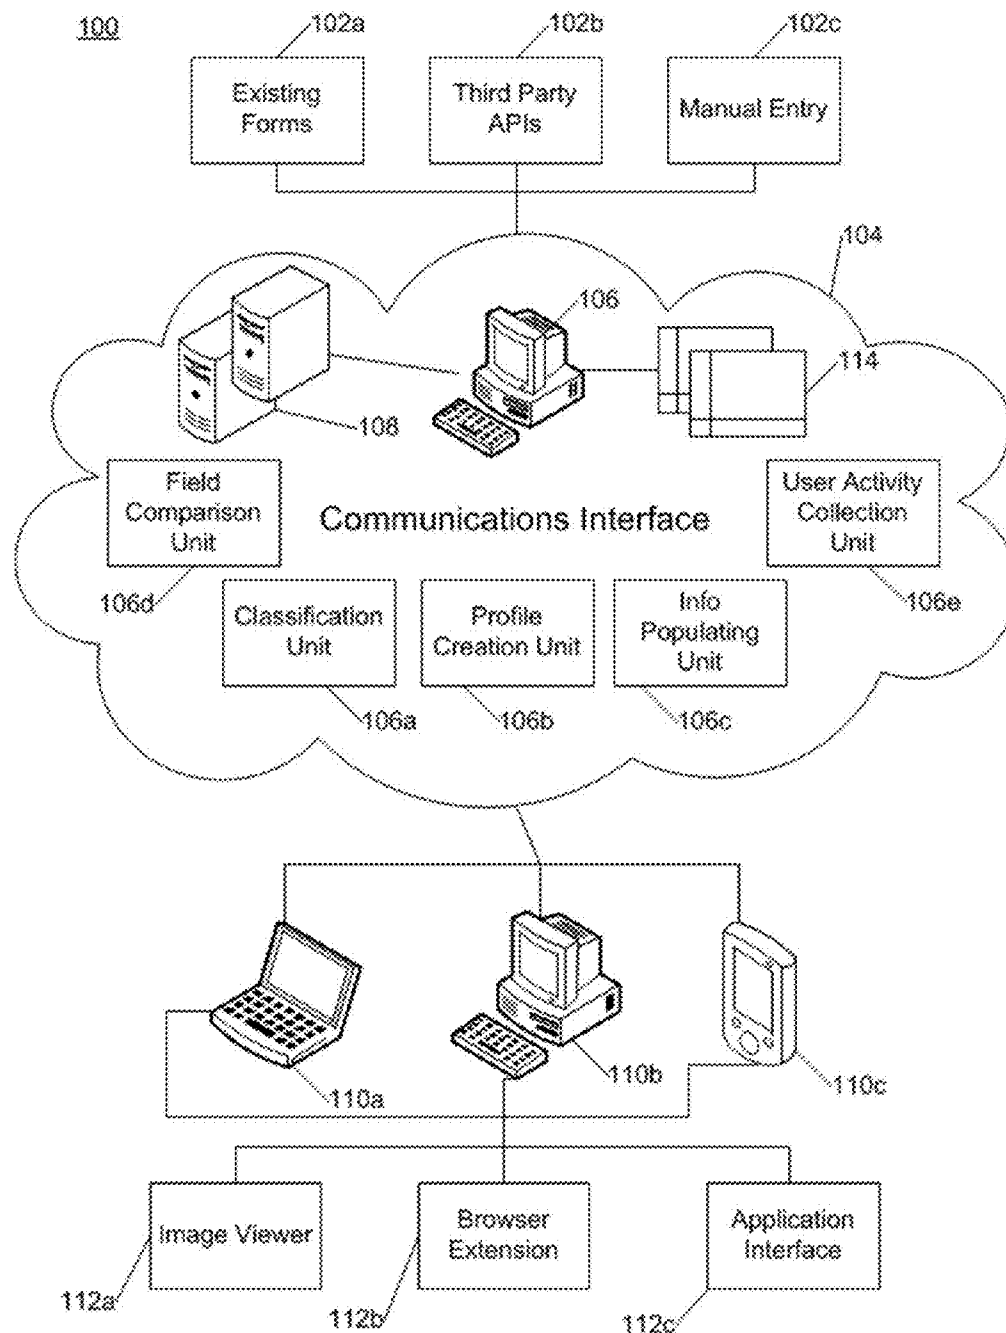 100
102a
102b
102c
Existing
Forms
Third Party
APIs
Manual Entry
104
106
114
108
Field
Comparison
Unit
Communications Interface
User Activity
Collection
Unit
106d
106e
Classification
Unit
Profile
Creation Unit
Info
Populating
Unit
106a
106b
106c
110a
110b
110c
Image Viewer
Browser
Extension
Application
Interface
112a
112b
112c